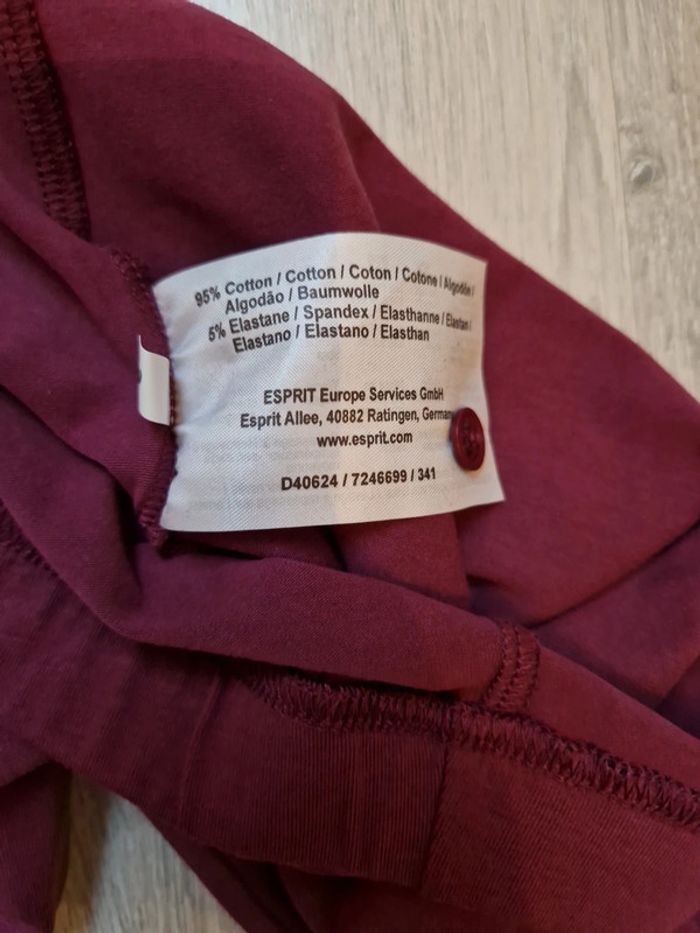 95% Cotton / Cotton / Coton / Cotone / Algodón /
Algodão / Baumwolle
5% Elastane / Spandex / Elasthanne / Elastan /
Elastano / Elastano / Elasthan
ESPRIT Europe Services GmbH
Esprit Allee, 40882 Ratingen, German
www.esprit.com
D40624 / 7246699 / 341